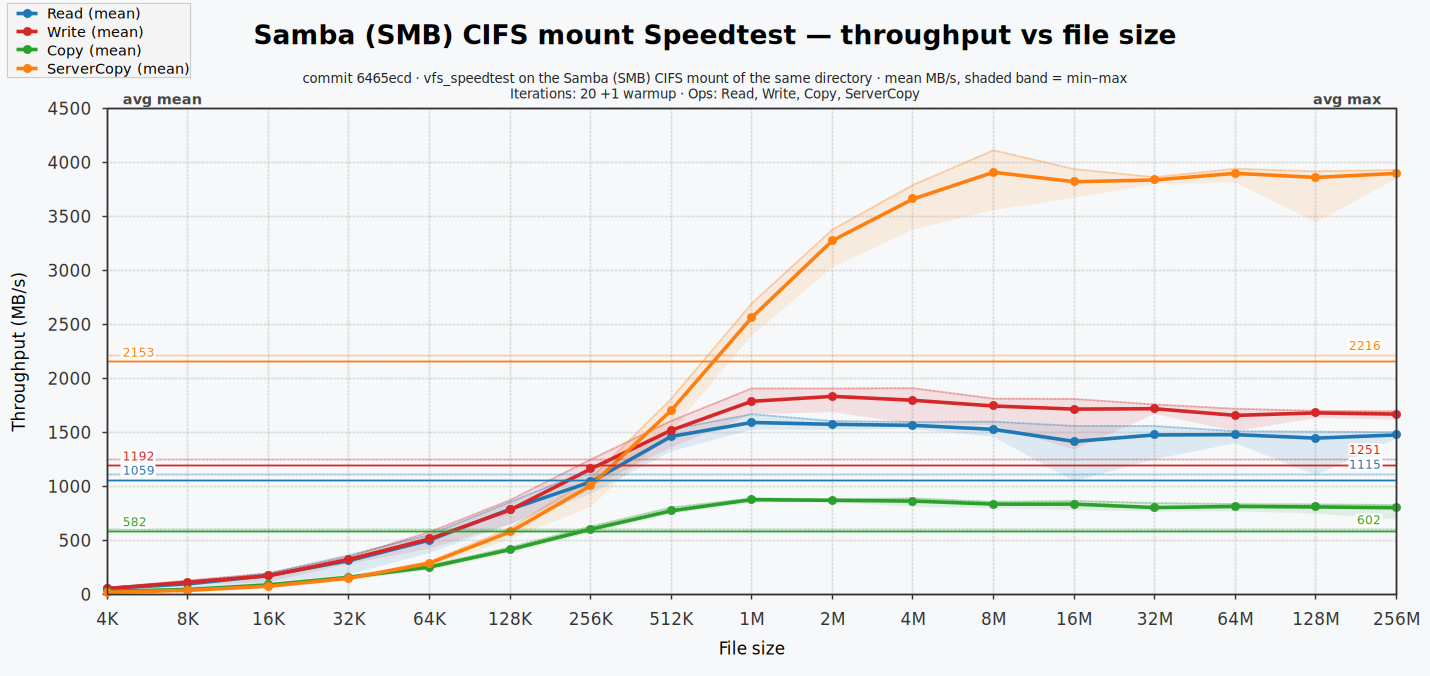 Read (mean)
Write (mean)
Copy (mean)
ServerCopy (mean)
Samba (SMB) CIFS mount Speedtest — throughput vs file size
commit 6465ecd · vfs_speedtest on the Samba (SMB) CIFS mount of the same directory · mean MB/s, shaded band = min–max
Iterations: 20 +1 warmup · Ops: Read, Write, Copy, ServerCopy
avg mean
avg max
4500
4000
3500
3000
2500
2000
1500
1000
500
0
Throughput (MB/s)
2153
2216
1192
1251
1059
1115
582
602
4K 8K 16K 32K 64K 128K 256K 512K 1M 2M 4M 8M 16M 32M 64M 128M 256M
File size